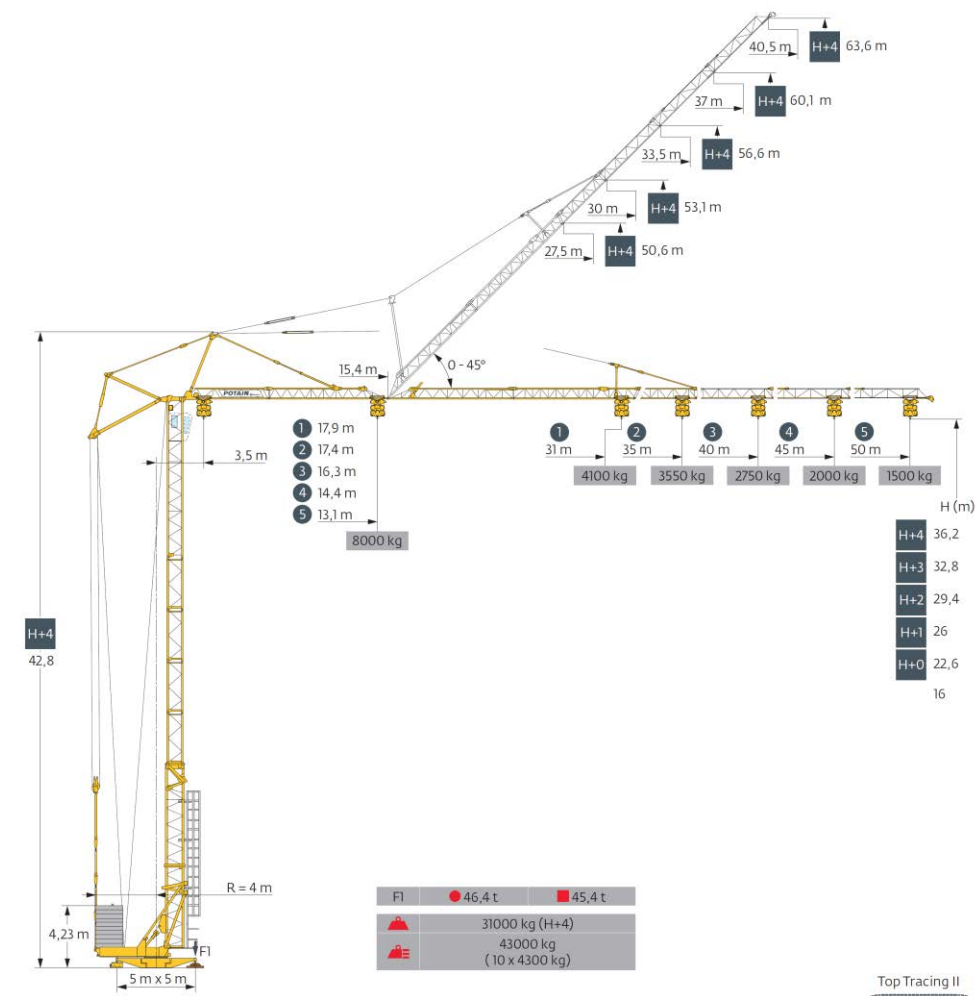 40,5 m H+4 63,6 m
37 m H+4 60,1 m
33,5 m H+4 56,6 m
30 m H+4 53,1 m
27,5 m H+4 50,6 m
15,4 m 0 - 45°
POTAIN
3,5 m
1 17,9 m
2 17,4 m
3 16,3 m
4 14,4 m
5 13,1 m
8000 kg
1 2 3 4 5
31 m 35 m 40 m 45 m 50 m
4100 kg 3550 kg 2750 kg 2000 kg 1500 kg
H (m)
H+4 36,2
H+3 32,8
H+2 29,4
H+1 26
H+0 22,6
16
H+4
42,8
R = 4 m
4,23 m
F1
5 m x 5 m
F1 46,4 t 45,4 t
31000 kg (H+4)
43000 kg
( 10 x 4300 kg)
Top Tracing II